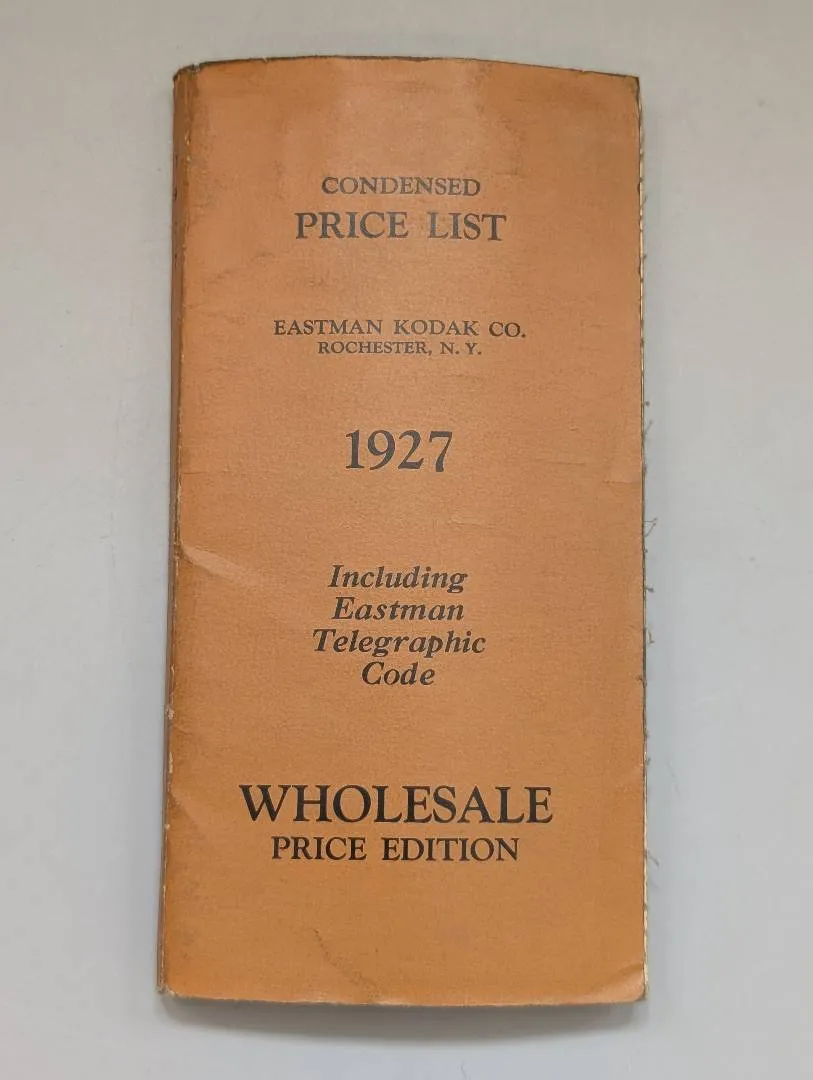 CONDENSED
PRICE LIST
EASTMAN KODAK CO.
ROCHESTER, N. Y.
1927
Including
Eastman
Telegraphic
Code
WHOLESALE
PRICE EDITION